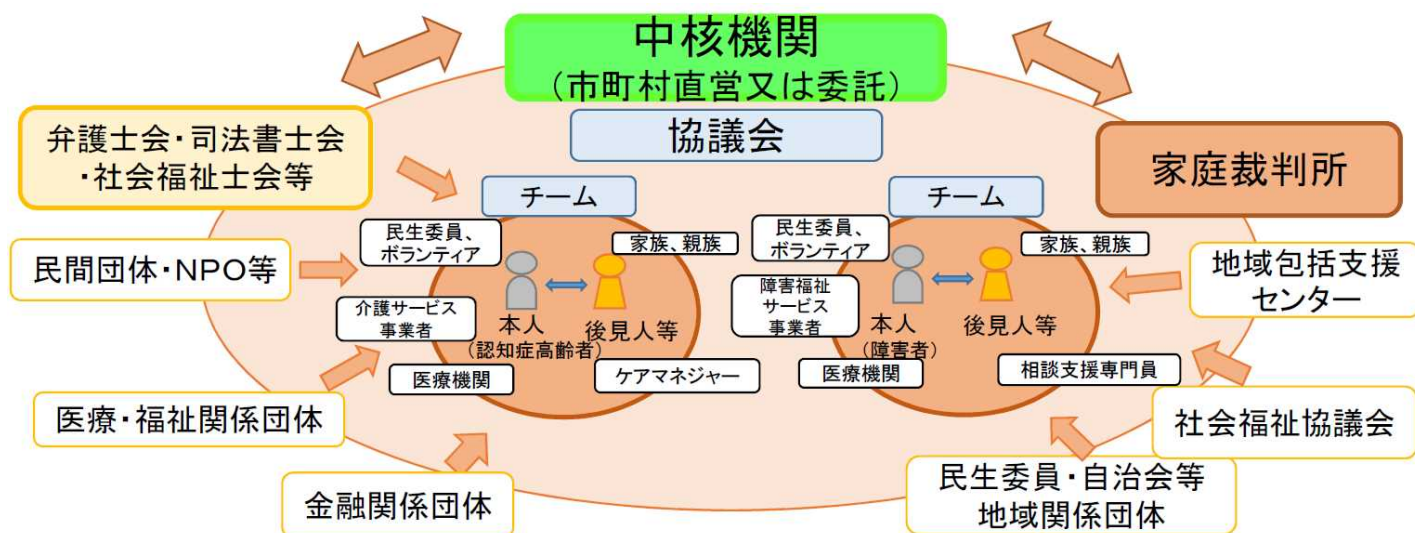 中核機関
（市町村直営又は委託）
協議会
弁護士会・司法書士会
・社会福祉士会等
家庭裁判所
民間団体・NPO等
医療・福祉関係団体
金融関係団体
チーム
民生委員、
ボランティア
家族、親族
介護サービス
事業者
本人
（認知症高齢者）
後見人等
医療機関
ケアマネジャー
チーム
民生委員、
ボランティア
家族、親族
障害福祉
サービス
事業者
本人
（障害者）
後見人等
医療機関
相談支援専門員
地域包括支援
センター
社会福祉協議会
民生委員・自治会等
地域関係団体